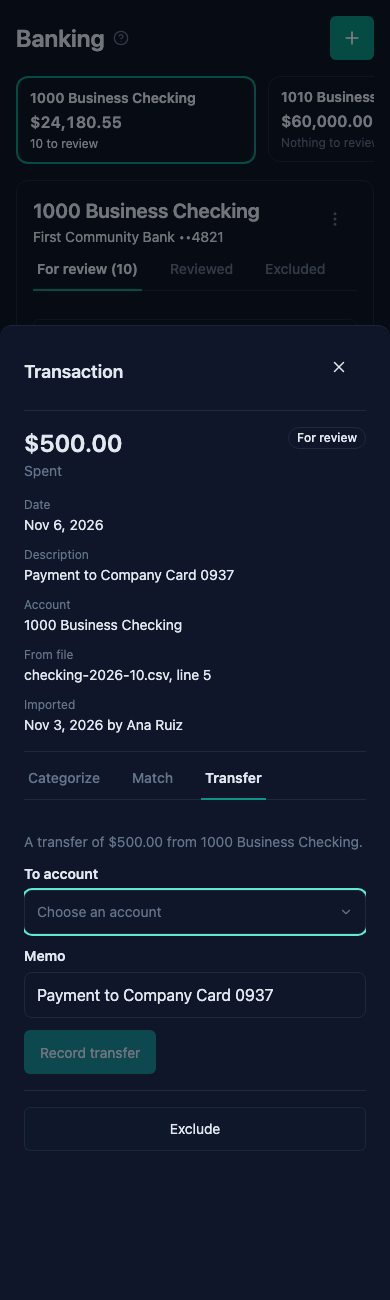 Banking
1000 Business Checking
$24,180.55
10 to review
1010 Business
$60,000.00
Nothing to review
1000 Business Checking
First Community Bank ••4821
For review (10)
Reviewed
Excluded
Transaction
$500.00
For review
Spent
Date
Nov 6, 2026
Description
Payment to Company Card 0937
Account
1000 Business Checking
From file
checking-2026-10.csv, line 5
Imported
Nov 3, 2026 by Ana Ruiz
Categorize
Match
Transfer
A transfer of $500.00 from 1000 Business Checking.
To account
Choose an account
Memo
Payment to Company Card 0937
Record transfer
Exclude